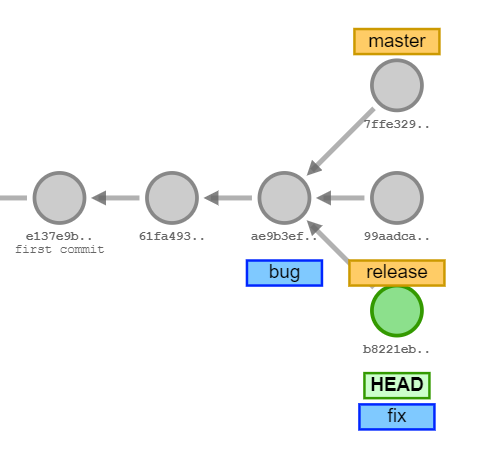 master
7ffe329..
e137e9b..
first commit
61fa493..
ae9b3ef..
99aadca..
bug
release
b8221eb..
HEAD
fix